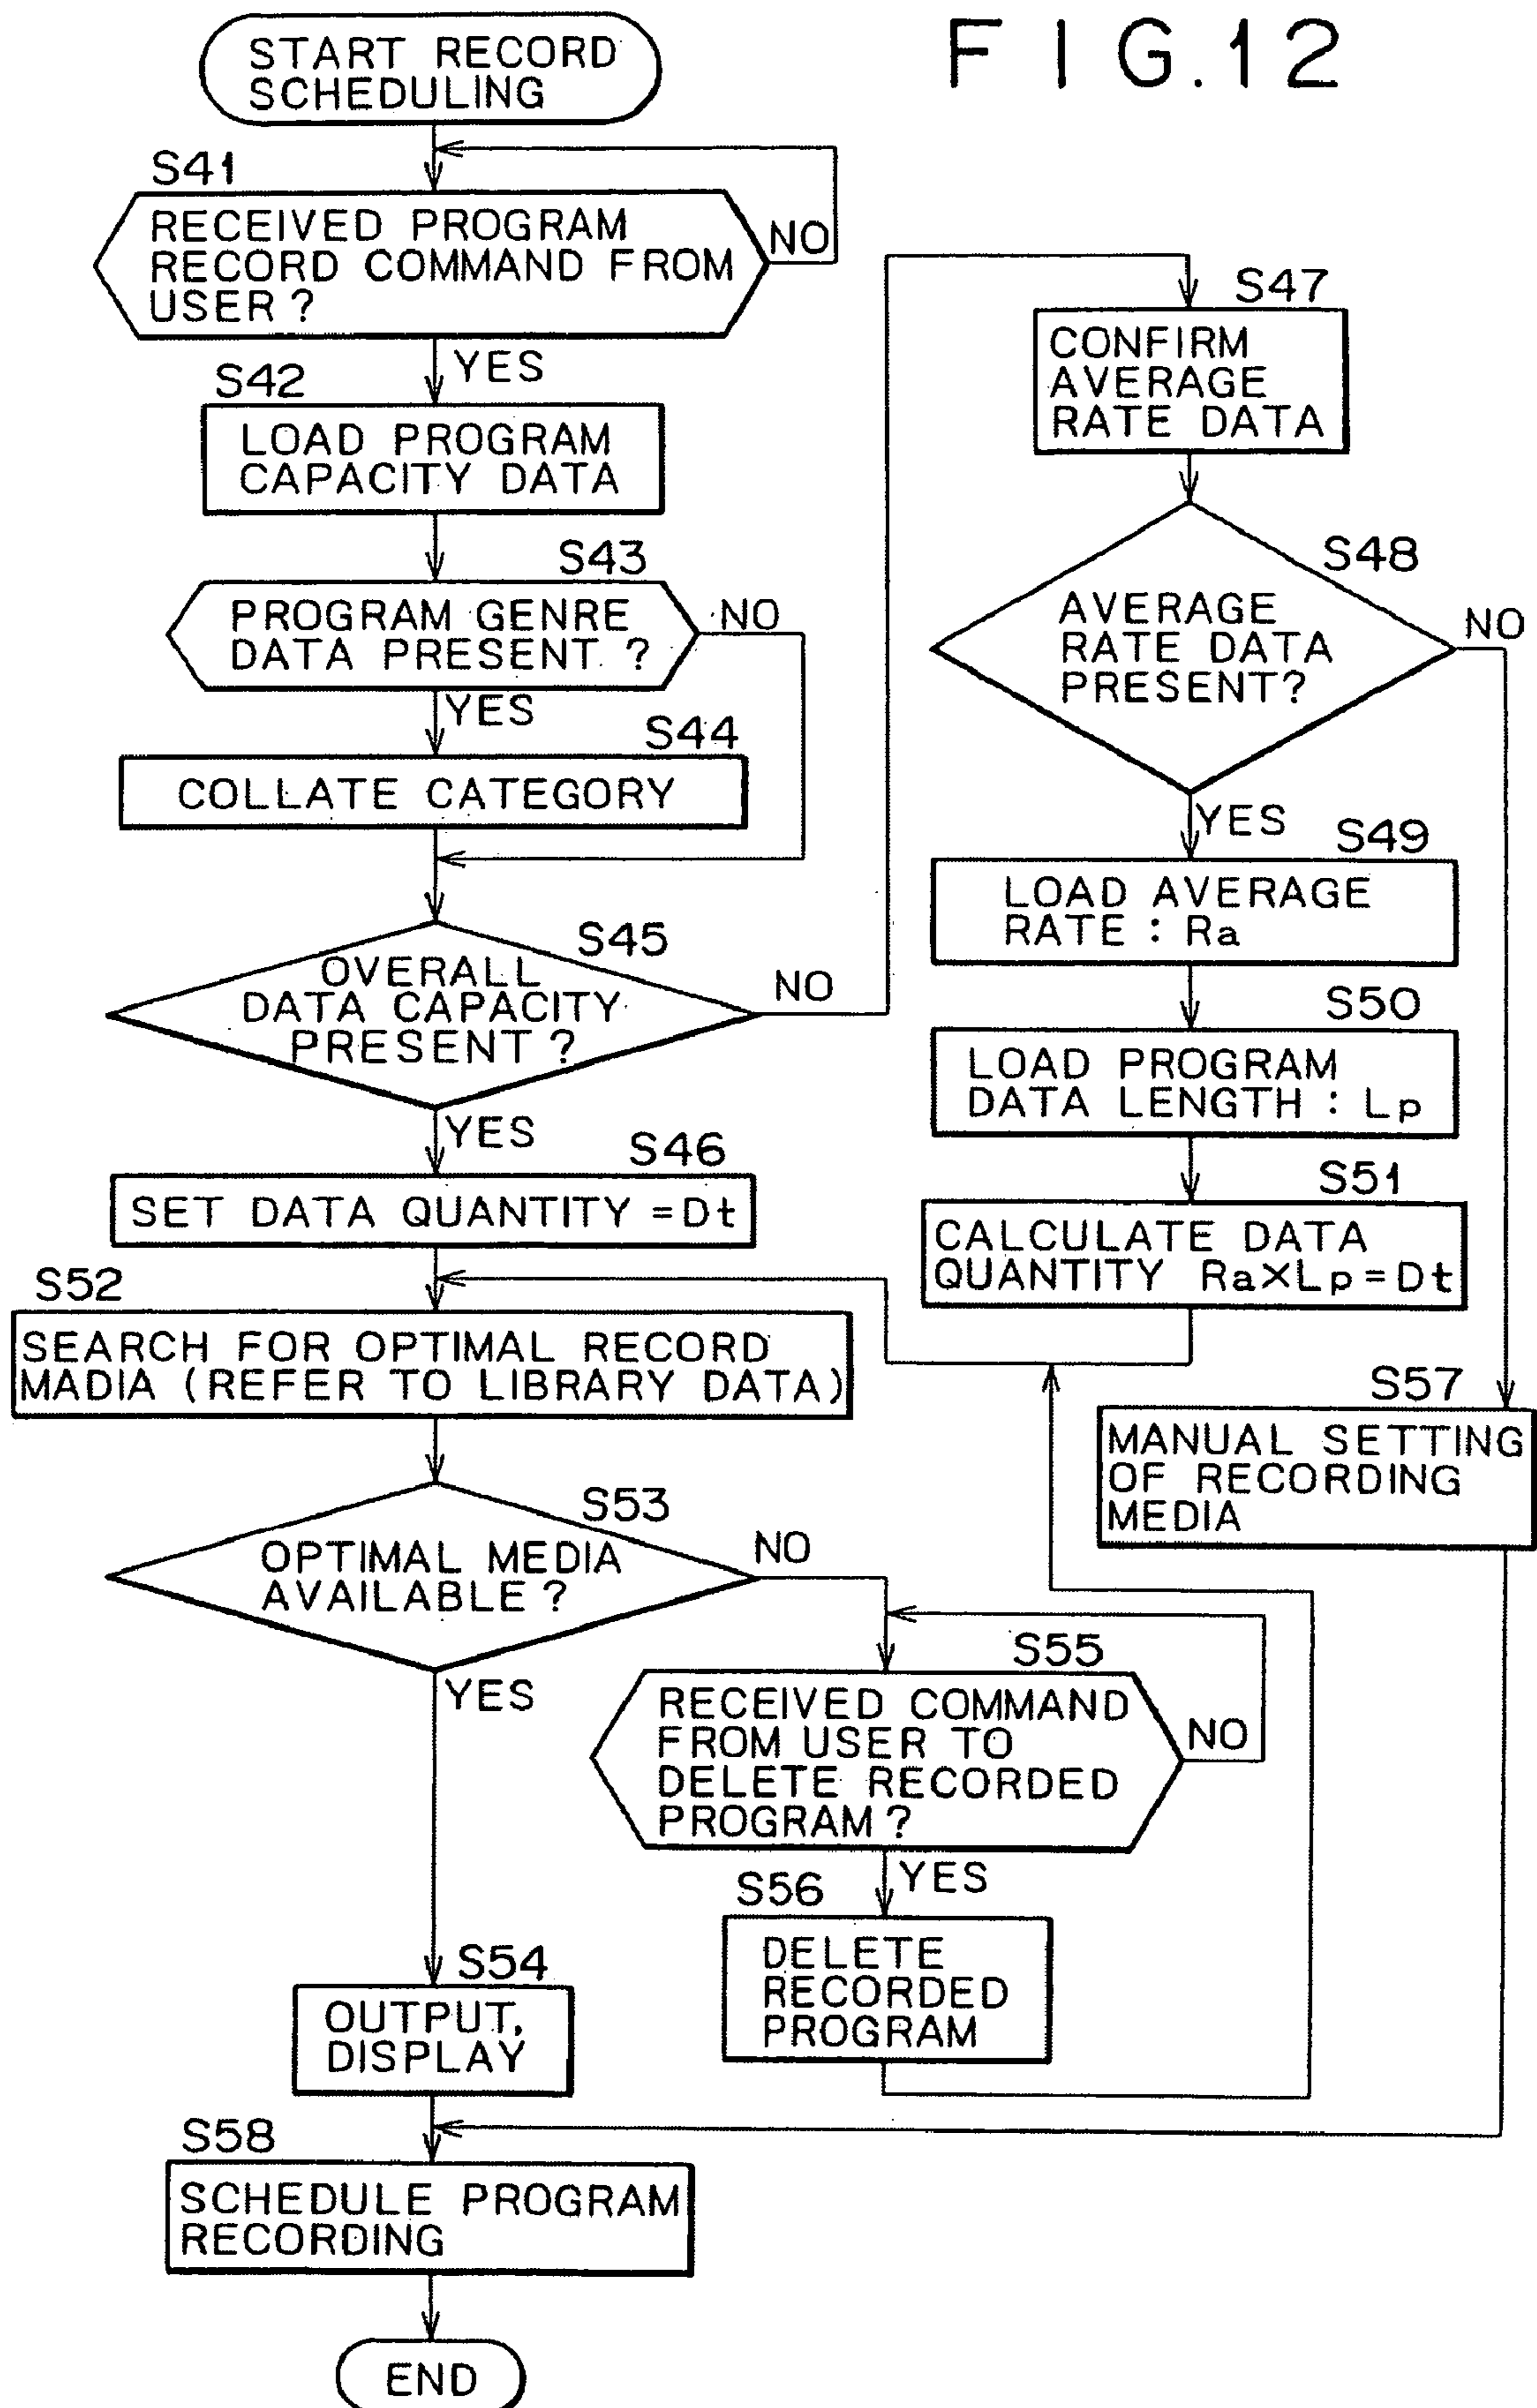 FIG.12
START RECORD
SCHEDULING
S41
RECEIVED PROGRAM
RECORD COMMAND FROM
USER?
NO
YES
S42
LOAD PROGRAM
CAPACITY DATA
S43
PROGRAM GENRE
DATA PRESENT ?
NO
YES
S44
COLLATE CATEGORY
S45
OVERALL
DATA CAPACITY
PRESENT ?
NO
YES
S46
SET DATA QUANTITY =Dt
S47
CONFIRM
AVERAGE
RATE DATA
S48
AVERAGE
RATE DATA
PRESENT?
NO
YES
S49
LOAD AVERAGE
RATE : Ra
S50
LOAD PROGRAM
DATA LENGTH : Lp
S51
CALCULATE DATA
QUANTITY Ra×Lp=Dt
S52
SEARCH FOR OPTIMAL RECORD
MADIA (REFER TO LIBRARY DATA)
S53
OPTIMAL MEDIA
AVAILABLE ?
NO
YES
S57
MANUAL SETTING
OF RECORDING
MEDIA
S55
RECEIVED COMMAND
FROM USER TO
DELETE RECORDED
PROGRAM ?
NO
YES
S56
DELETE
RECORDED
PROGRAM
S54
OUTPUT,
DISPLAY
S58
SCHEDULE PROGRAM
RECORDING
END